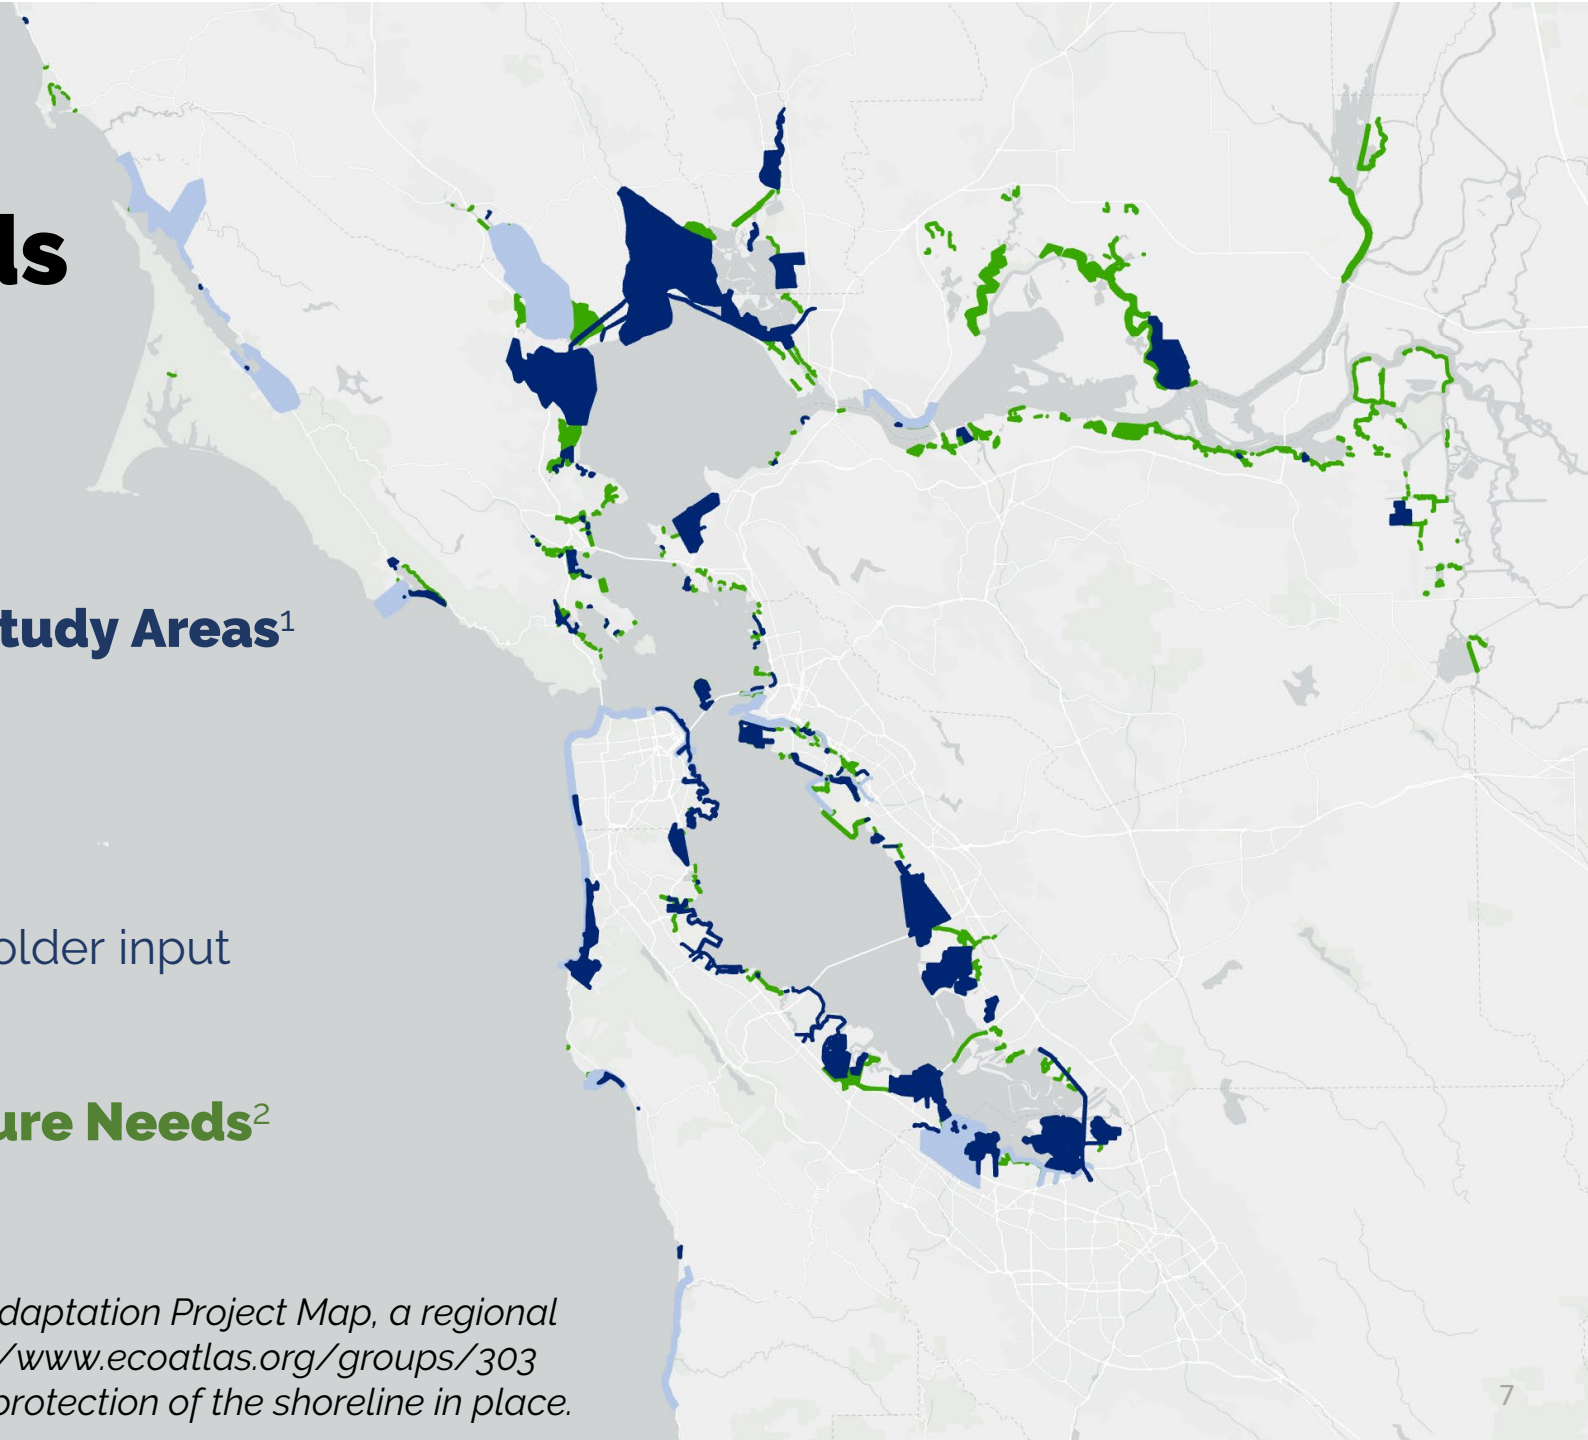 ls
tudy Areas¹
older input
ure Needs²
daptation Project Map, a regional
/www.ecoatlas.org/groups/303
protection of the shoreline in place.
7